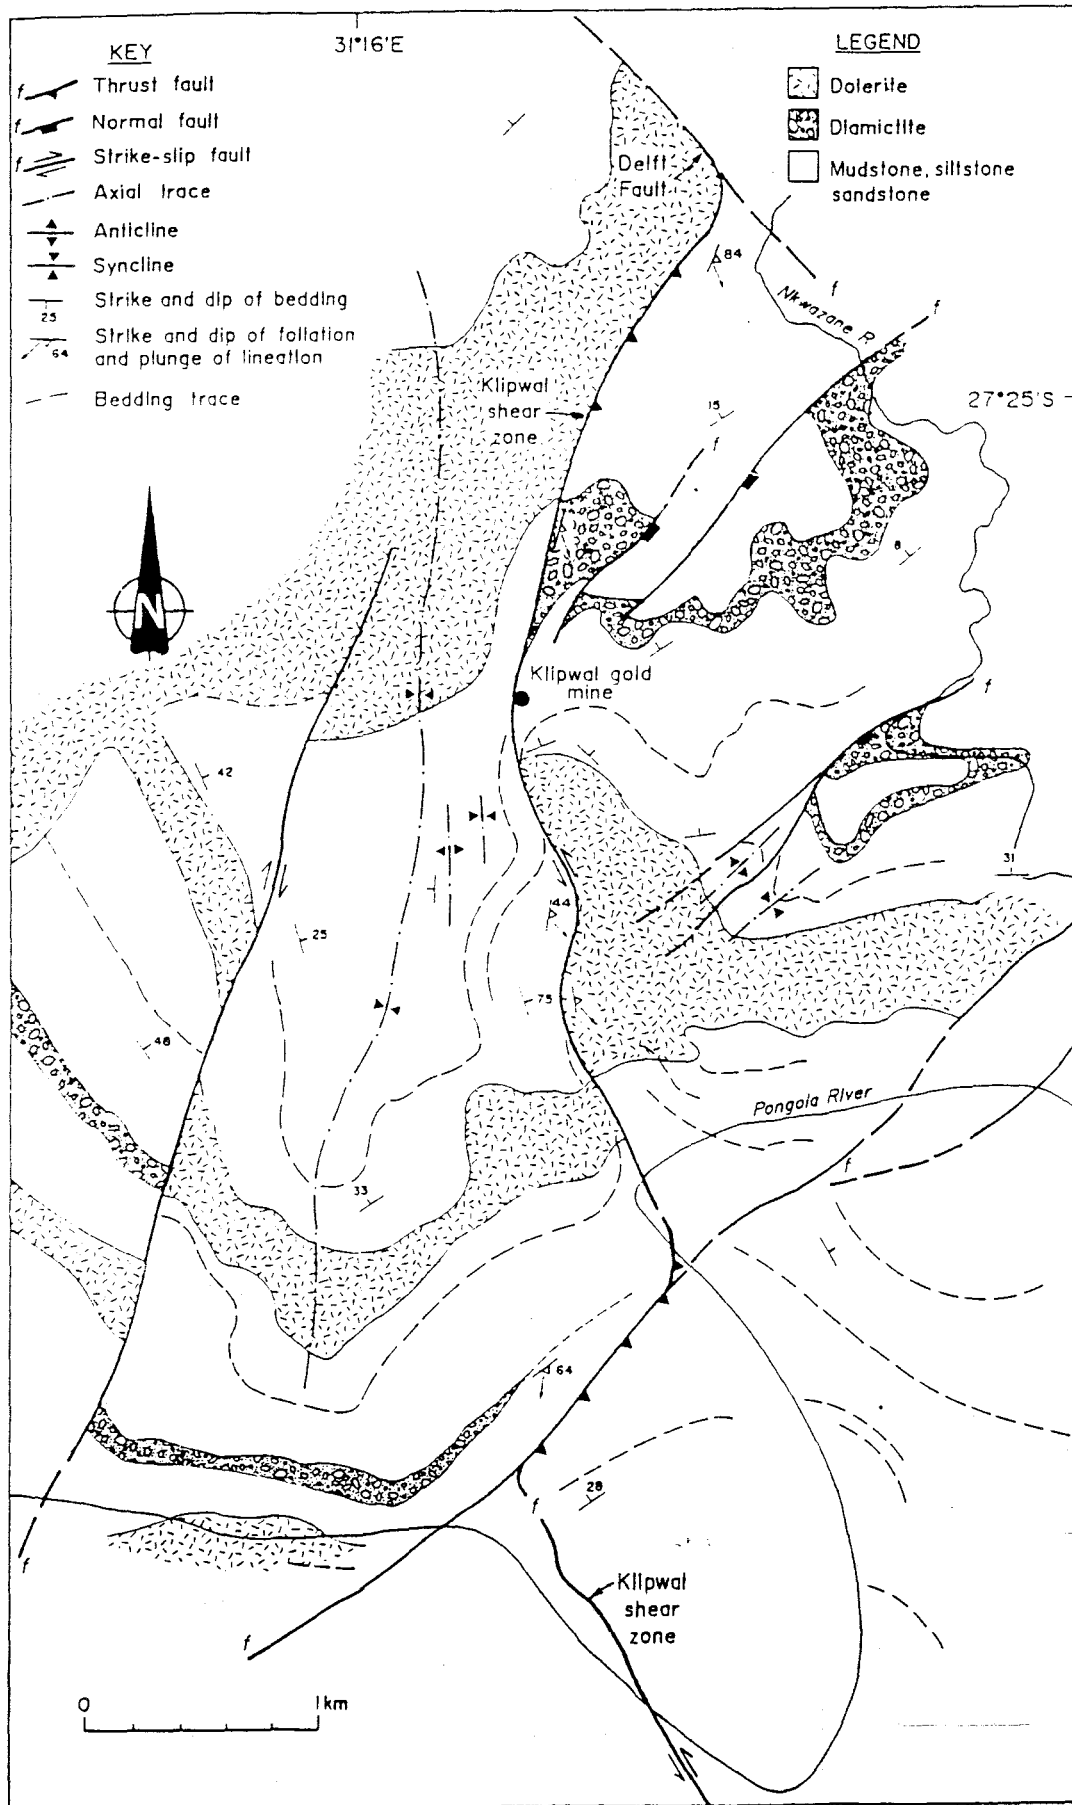 31°16'E
KEY
f Thrust fault
f Normal fault
f Strike-slip fault
Axial trace
Anticline
Syncline
25 Strike and dip of bedding
64 Strike and dip of foliation
and plunge of lineation
Bedding trace
LEGEND
Dolerite
Diamictite
Mudstone, siltstone
sandstone
Delft
Fault
84
f
Nkwazane R.
f
27°25'S
Klipwal
shear
zone
15
f
N
8
Klipwal gold
mine
f
42
31
44
25
75
48
Pongola River
f
33
64
28
f
f
Klipwal
shear
zone
f
0 1km